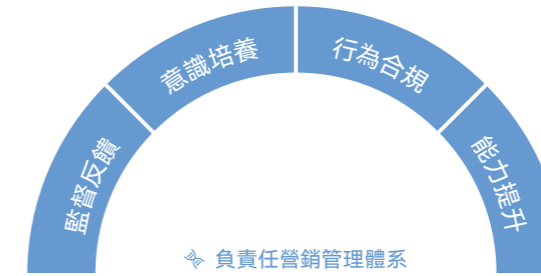 監督反饋
意識培養
行為合規
能力提升
負責任營銷管理體系